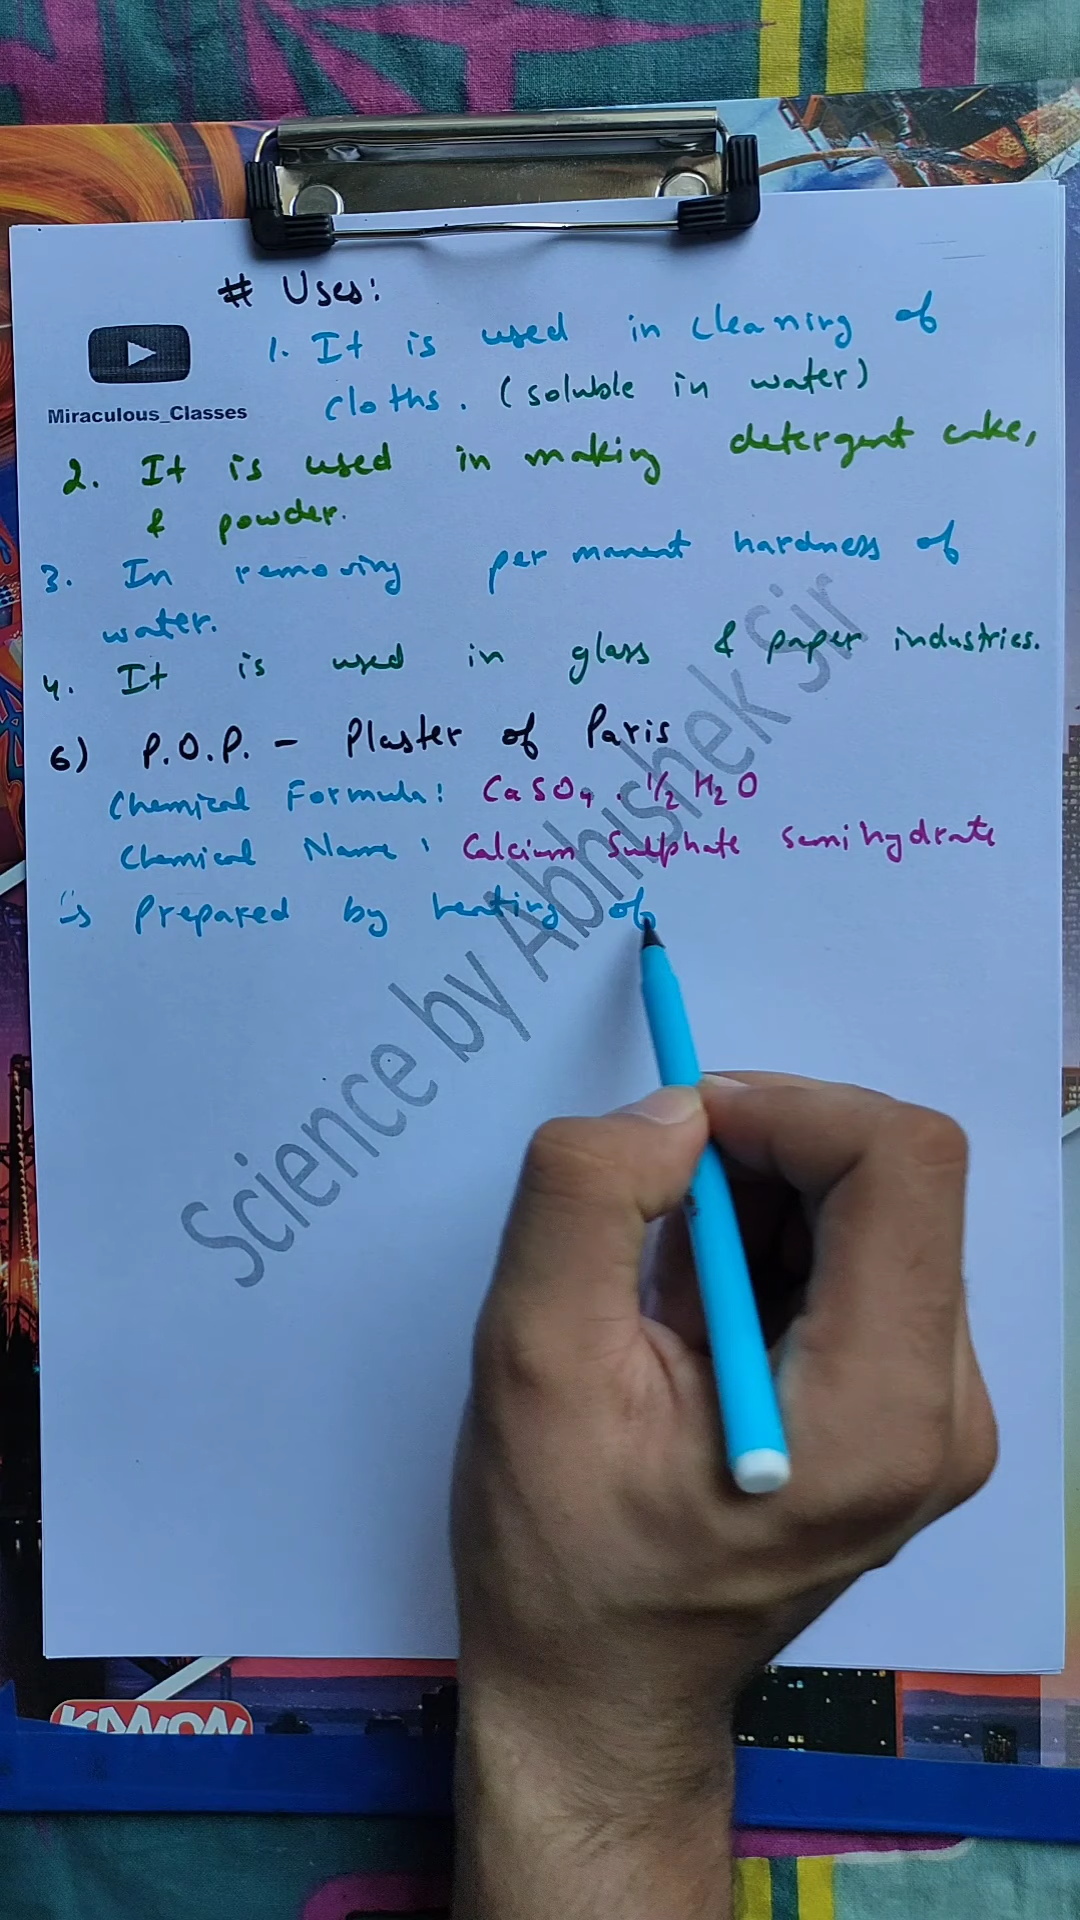 # Uses:
1. It is used in cleaning of
Miraculous_Classes
cloths. (soluble in water)
2. It is used in making detergent cake,
& powder.
3. In removing permanent hardness of
water.
4. It is used in glass & paper industries.
6) P.O.P. - Plaster of Paris
Chemical Formula: CaSO₄ . ½ H₂O
Chemical Name: Calcium Sulphate semihydrate
is Prepared by heating of
Science by Abhishek Sir